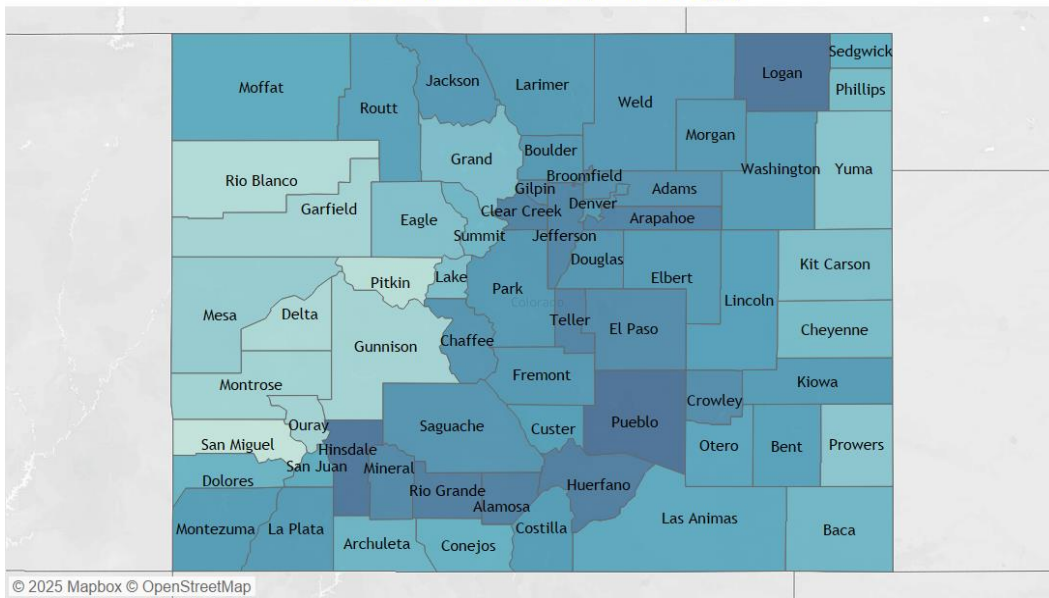 Sedgwick
Logan
Jackson
Larimer
Moffat
Phillips
Weld
Routt
Morgan
Boulder
Grand
Washington
Yuma
Broomfield
Rio Blanco
Gilpin
Adams
Denver
Garfield
Clear Creek
Arapahoe
Eagle
Summit
Jefferson
Douglas
Kit Carson
Lake
Elbert
Pitkin
Park
Lincoln
Colorado
Mesa
Delta
Teller
El Paso
Cheyenne
Chaffee
Gunnison
Fremont
Montrose
Kiowa
Crowley
Pueblo
Ouray
Saguache
Custer
San Miguel
Otero
Bent
Prowers
Hinsdale
San Juan
Mineral
Dolores
Rio Grande
Huerfano
Alamosa
Las Animas
Montezuma
La Plata
Costilla
Baca
Archuleta
Conejos
© 2025 Mapbox © OpenStreetMap